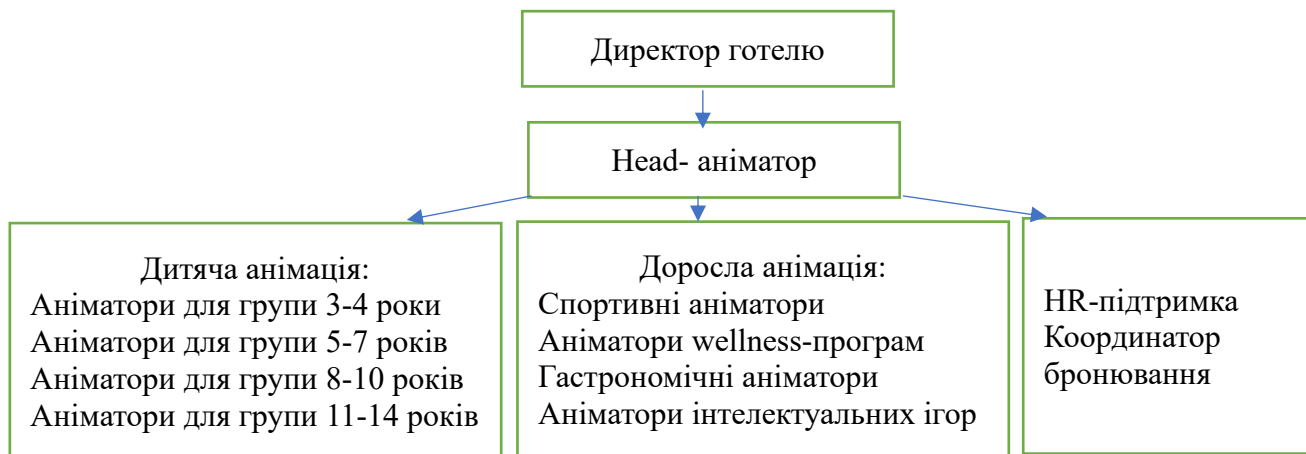 Директор готелю
Head- аніматор
Дитяча анімація:
Аніматори для групи 3-4 роки
Аніматори для групи 5-7 років
Аніматори для групи 8-10 років
Аніматори для групи 11-14 років
Доросла анімація:
Спортивні аніматори
Аніматори wellness-програм
Гастрономічні аніматори
Аніматори інтелектуальних ігор
HR-підтримка
Координатор
бронювання